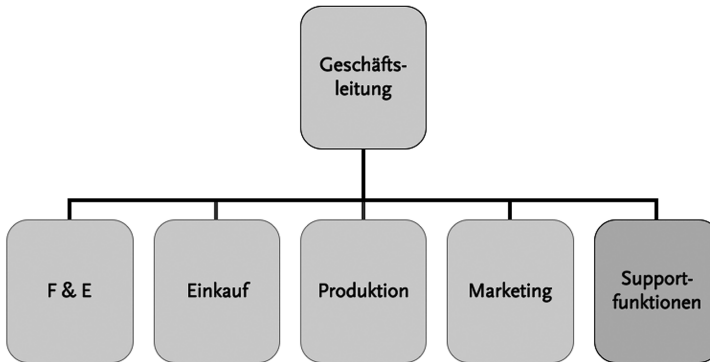 Geschäfts-
leitung
F & E
Einkauf
Produktion
Marketing
Support-
funktionen